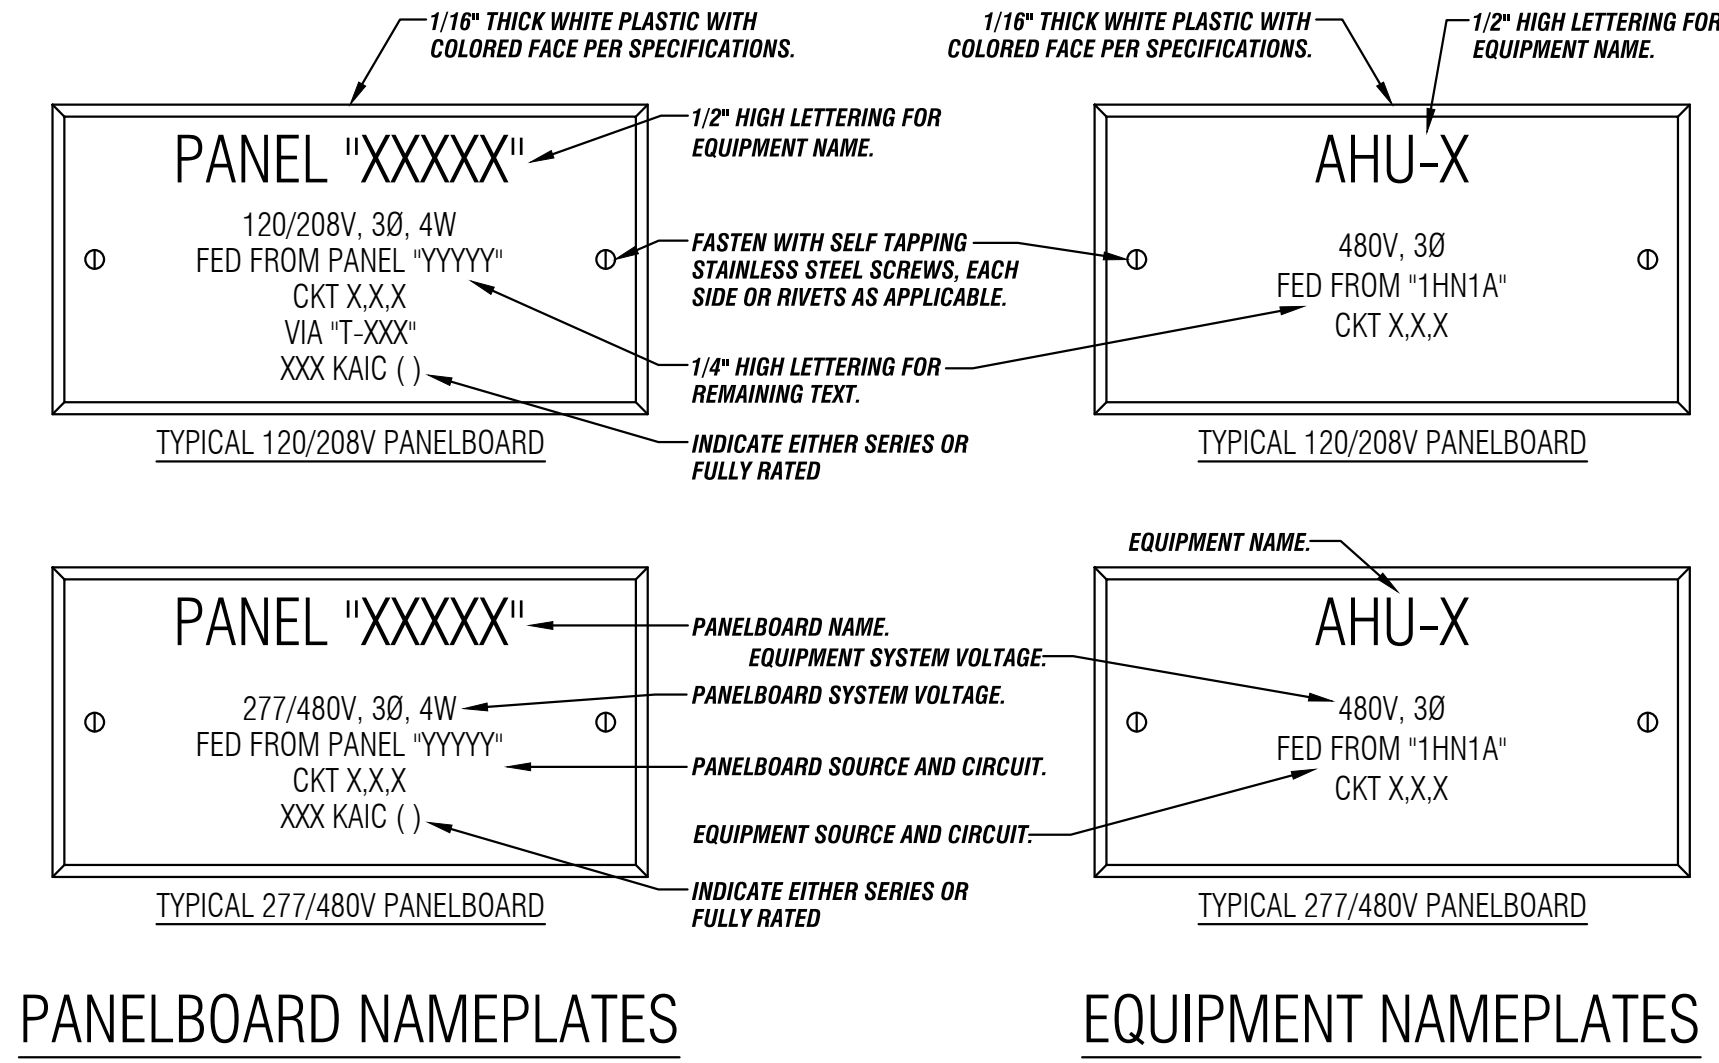 1/16" THICK WHITE PLASTIC WITH
COLORED FACE PER SPECIFICATIONS.
PANEL "XXXXX"
1/2" HIGH LETTERING FOR
EQUIPMENT NAME.
120/208V, 3Ø, 4W
FED FROM PANEL "YYYYY"
CKT X,X,X
VIA "T-XXX"
XXX KAIC ( )
FASTEN WITH SELF TAPPING
STAINLESS STEEL SCREWS, EACH
SIDE OR RIVETS AS APPLICABLE.
1/4" HIGH LETTERING FOR
REMAINING TEXT.
INDICATE EITHER SERIES OR
FULLY RATED
TYPICAL 120/208V PANELBOARD
1/16" THICK WHITE PLASTIC WITH
COLORED FACE PER SPECIFICATIONS.
1/2" HIGH LETTERING FOR
EQUIPMENT NAME.
AHU-X
480V, 3Ø
FED FROM "1HN1A"
CKT X,X,X
TYPICAL 120/208V PANELBOARD
PANEL "XXXXX"
277/480V, 3Ø, 4W
FED FROM PANEL "YYYYY"
CKT X,X,X
XXX KAIC ( )
PANELBOARD NAME.
EQUIPMENT SYSTEM VOLTAGE.
PANELBOARD SYSTEM VOLTAGE.
PANELBOARD SOURCE AND CIRCUIT.
EQUIPMENT SOURCE AND CIRCUIT.
INDICATE EITHER SERIES OR
FULLY RATED
TYPICAL 277/480V PANELBOARD
EQUIPMENT NAME.
AHU-X
480V, 3Ø
FED FROM "1HN1A"
CKT X,X,X
TYPICAL 277/480V PANELBOARD
PANELBOARD NAMEPLATES
EQUIPMENT NAMEPLATES